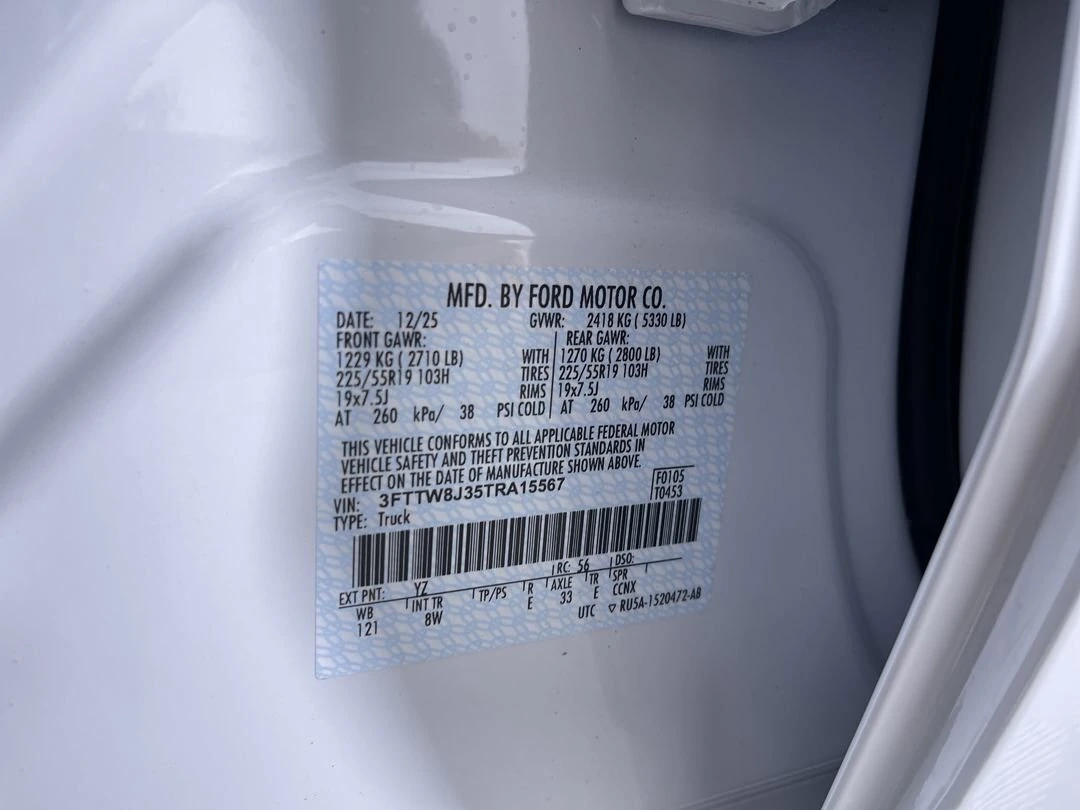 MFD. BY FORD MOTOR CO.
DATE: 12/25 GVWR: 2418 KG ( 5330 LB)
FRONT GAWR: REAR GAWR:
1229 KG ( 2710 LB) WITH 1270 KG ( 2800 LB) WITH
225/55R19 103H TIRES 225/55R19 103H TIRES
19x7.5J RIMS 19x7.5J RIMS
AT 260 kPa/ 38 PSI COLD AT 260 kPa/ 38 PSI COLD
THIS VEHICLE CONFORMS TO ALL APPLICABLE FEDERAL MOTOR
VEHICLE SAFETY AND THEFT PREVENTION STANDARDS IN
EFFECT ON THE DATE OF MANUFACTURE SHOWN ABOVE.
VIN: 3FTTW8J35TRA15567 F0105
TYPE: Truck T0453
EXT PNT: YZ RC: 56 DSO:
WB INT TR TP/PS R AXLE TR SPR
121 8W E 33 E CCNX
UTC ▽ RU5A-1520472-AB